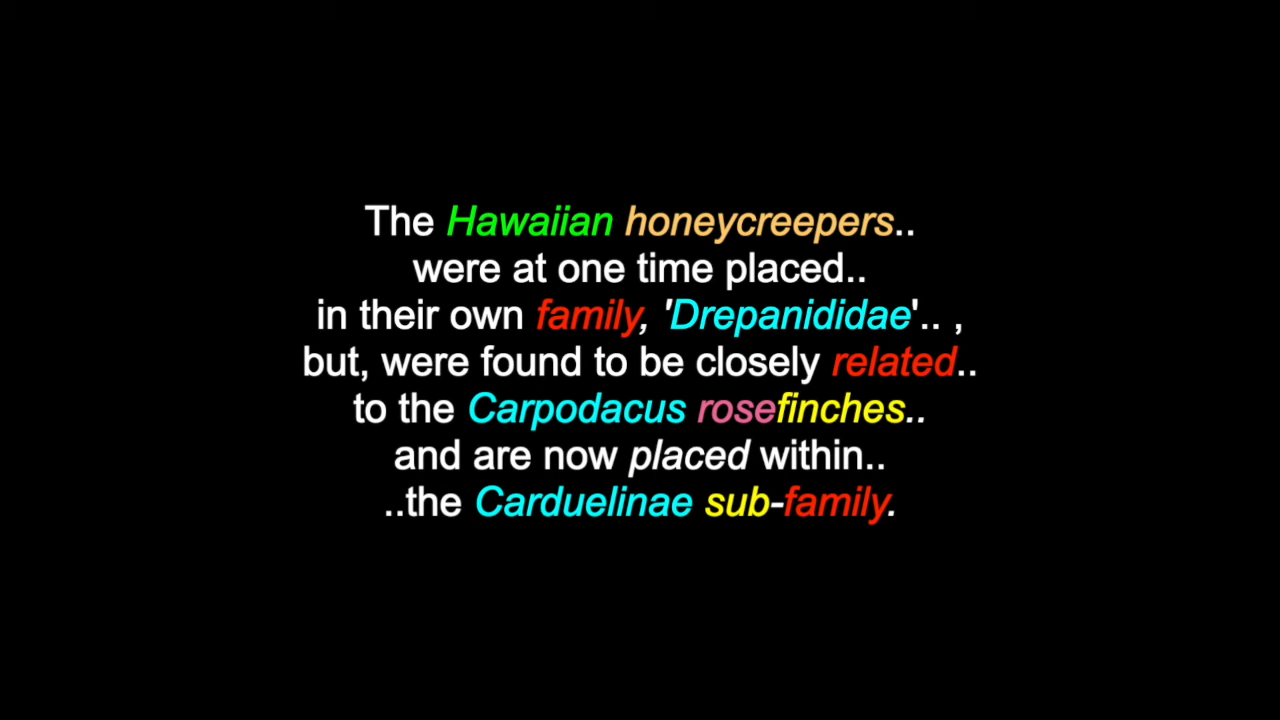 The Hawaiian honeycreepers..
were at one time placed..
in their own family, 'Drepanididae'.. ,
but, were found to be closely related..
to the Carpodacus rosefinches..
and are now placed within..
..the Carduelinae sub-family.